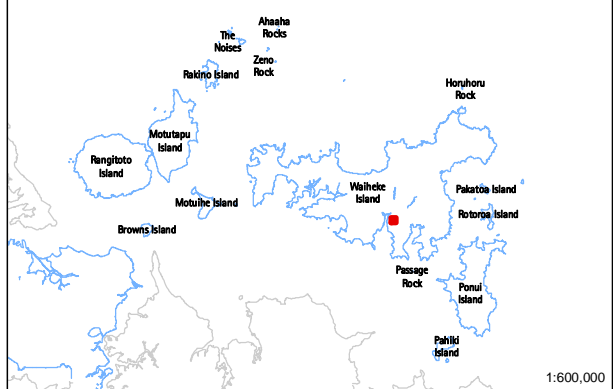 Ahaaha
Rocks
The
Noises
Zeno
Rock
Rakino Island
Horuhoru
Rock
Motutapu
Island
Rangitoto
Island
Waiheke
Island
Pakatoa Island
Motuihe Island
Rotoroa Island
Browns Island
Passage
Rock
Ponui
Island
Pahiki
Island
1:600,000